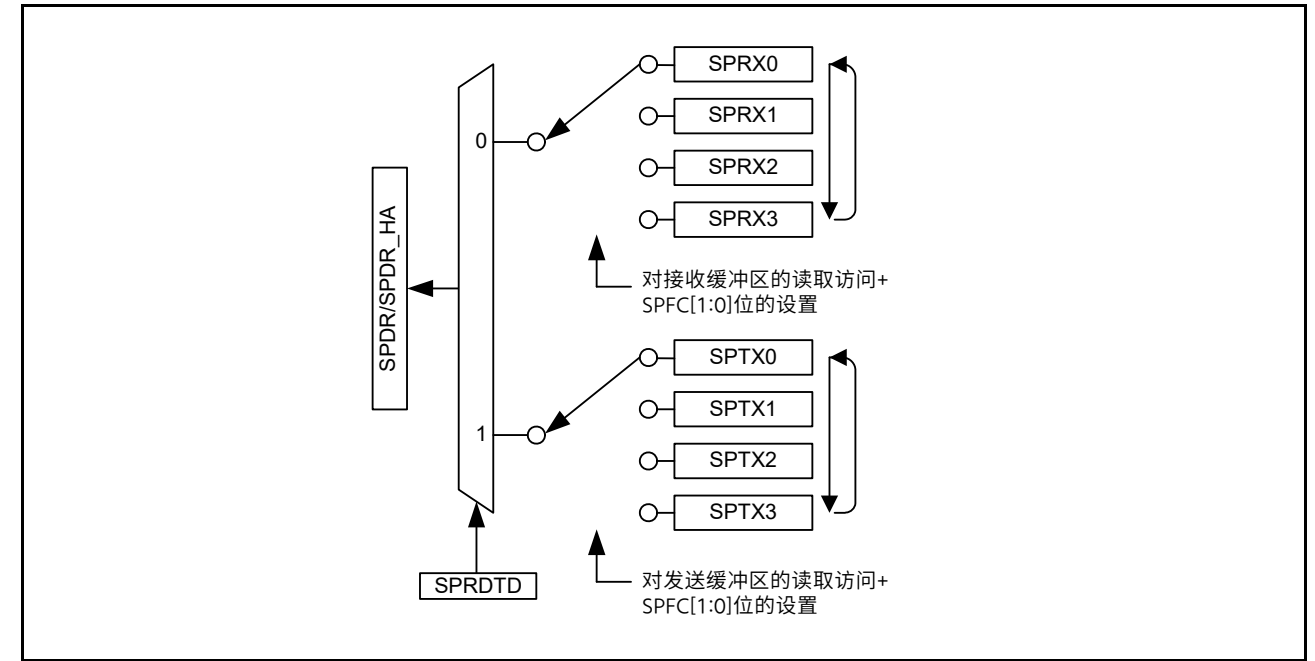 SPRX0
SPRX1
0
SPRX2
SPRX3
SPDR/SPDR_HA
对接收缓冲区的读取访问+
SPFC[1:0]位的设置
SPTX0
SPTX1
1
SPTX2
SPTX3
SPRDTD
对发送缓冲区的读取访问+
SPFC[1:0]位的设置